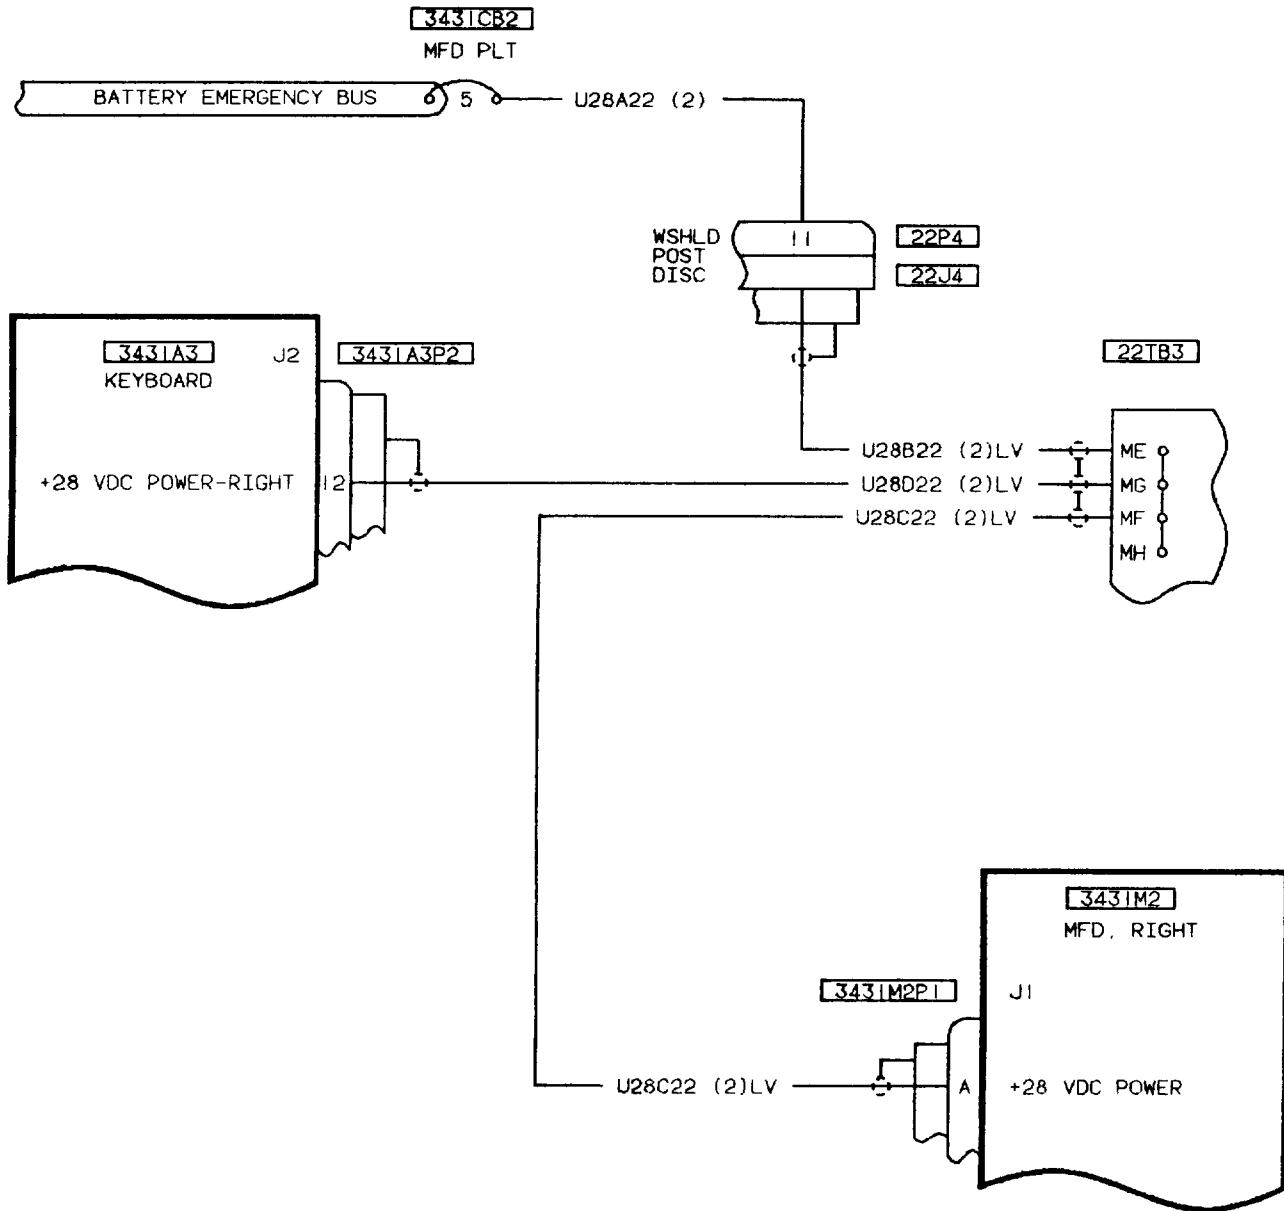 3431CB2
MFD PLT
BATTERY EMERGENCY BUS
5
U28A22 (2)
WSHLD
POST
DISC
11
22P4
22J4
3431A3
KEYBOARD
J2
3431A3P2
22TB3
+28 VDC POWER-RIGHT
12
U28B22 (2)LV
ME
U28D22 (2)LV
MG
U28C22 (2)LV
MF
MH
3431M2
MFD, RIGHT
3431M2P1
J1
U28C22 (2)LV
A
+28 VDC POWER